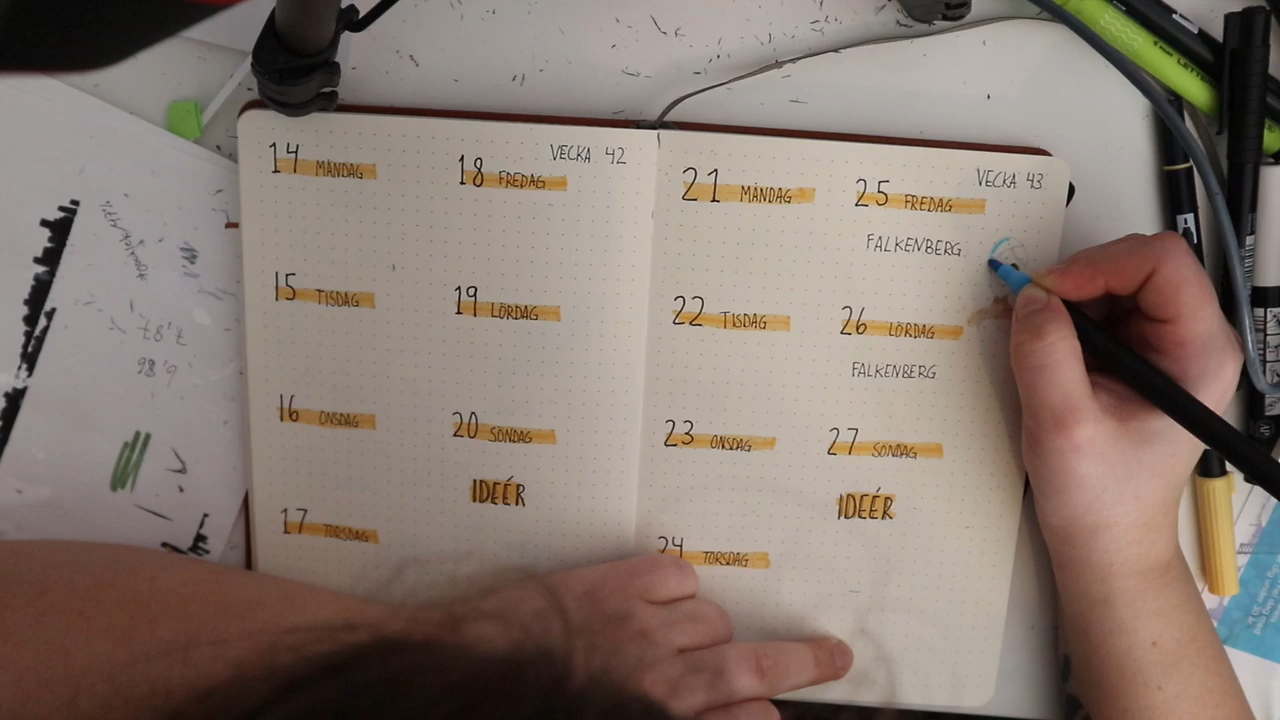 VECKA 42
14 MÅNDAG
15 TISDAG
16 ONSDAG
17 TORSDAG
18 FREDAG
19 LÖRDAG
20 SÖNDAG
IDEÉR
VECKA 43
21 MÅNDAG
22 TISDAG
23 ONSDAG
24 TORSDAG
25 FREDAG
FALKENBERG
26 LÖRDAG
FALKENBERG
27 SÖNDAG
IDEÉR